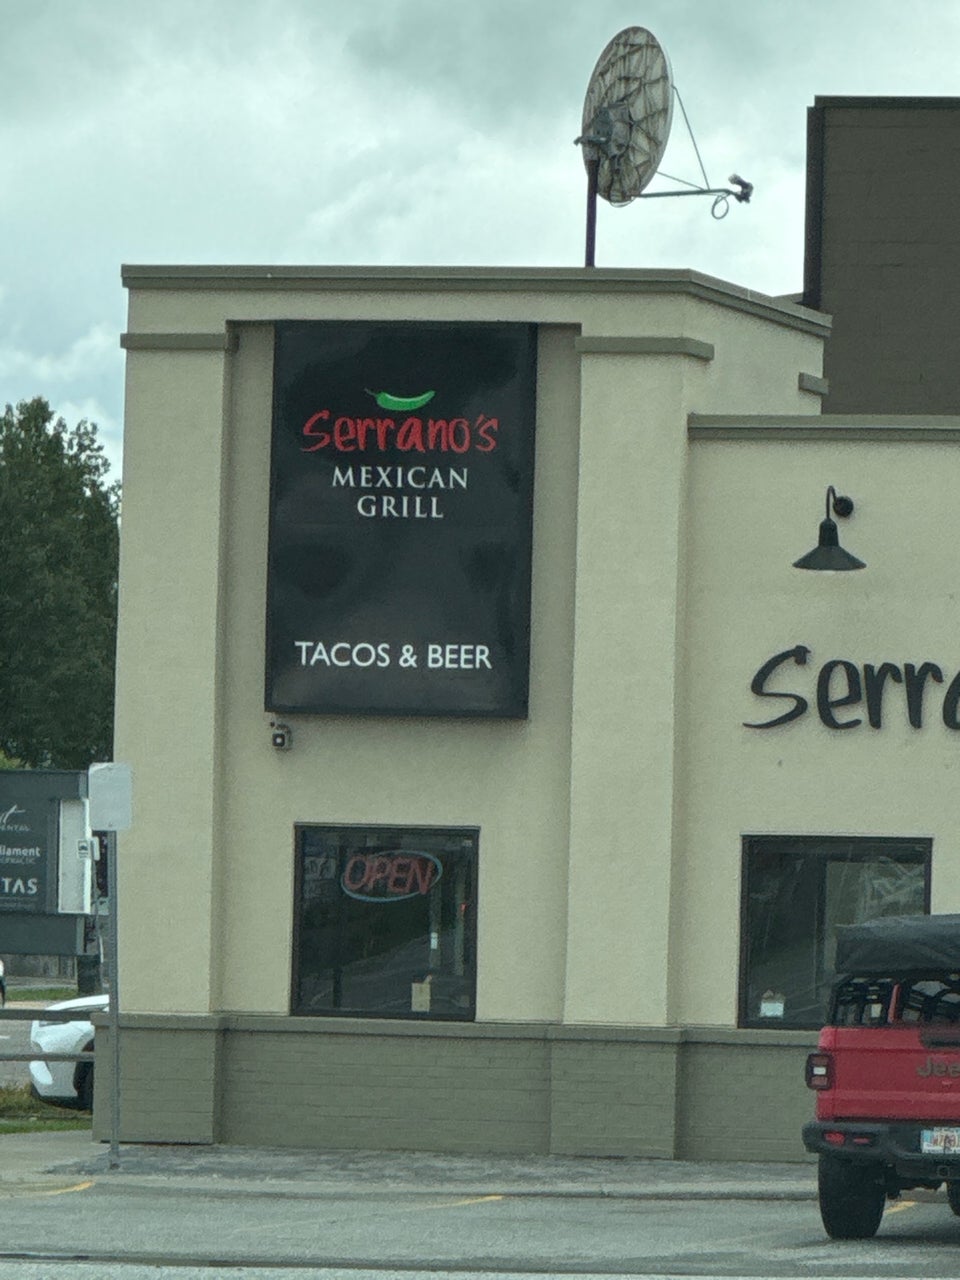 Serrano's
MEXICAN
GRILL
TACOS & BEER
Serra
OPEN
TAS
Jeep